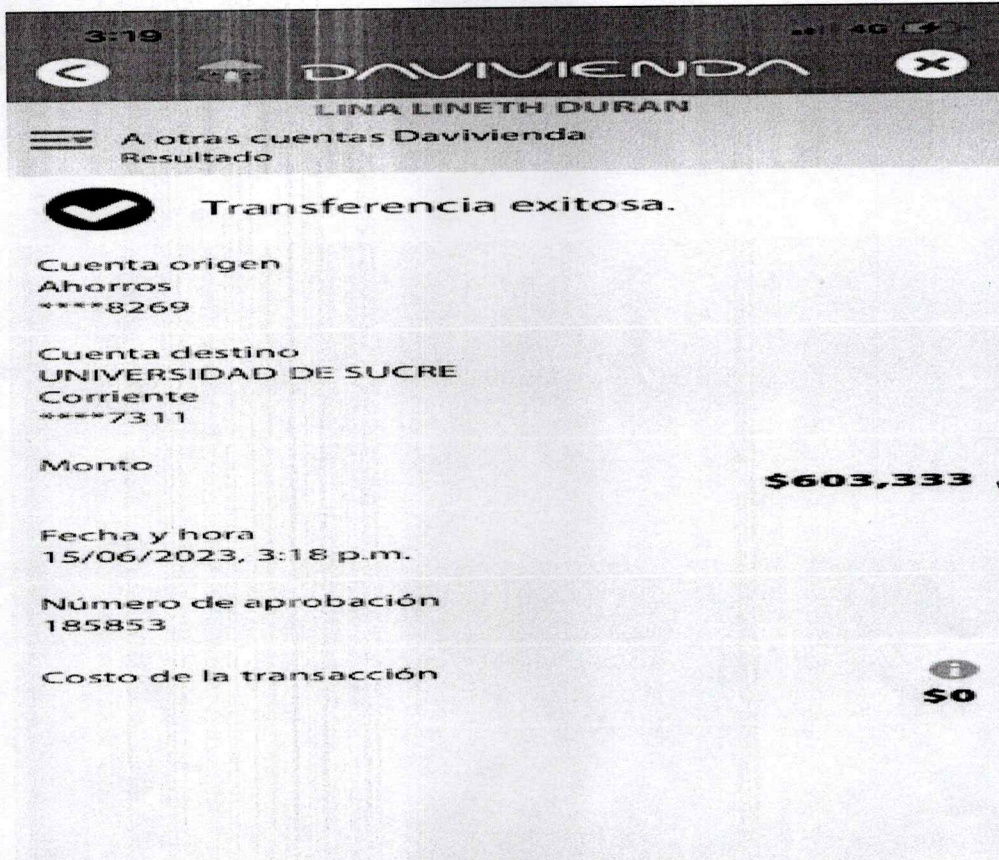 3:19
4G
DAVIVIENDA
LINA LINETH DURAN
A otras cuentas Davivienda
Resultado
Transferencia exitosa.
Cuenta origen
Ahorros
****8269
Cuenta destino
UNIVERSIDAD DE SUCRE
Corriente
****7311
Monto
$603,333
Fecha y hora
15/06/2023, 3:18 p.m.
Número de aprobación
185853
Costo de la transacción
$0